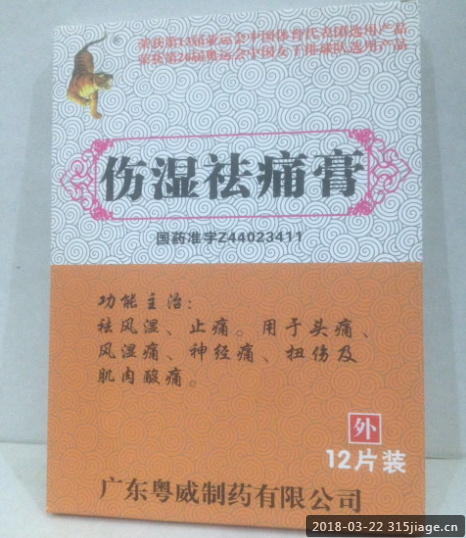 荣获第13届亚运会中国体育代表团选用产品
荣获第26届奥运会中国女子排球队选用产品
伤湿祛痛膏
国药准字Z44023411
功能主治：
祛风湿、止痛。用于头痛、
风湿痛、神经痛、扭伤及
肌肉酸痛。
外
12片装
广东粤威制药有限公司
2018-03-22 315jiage.cn